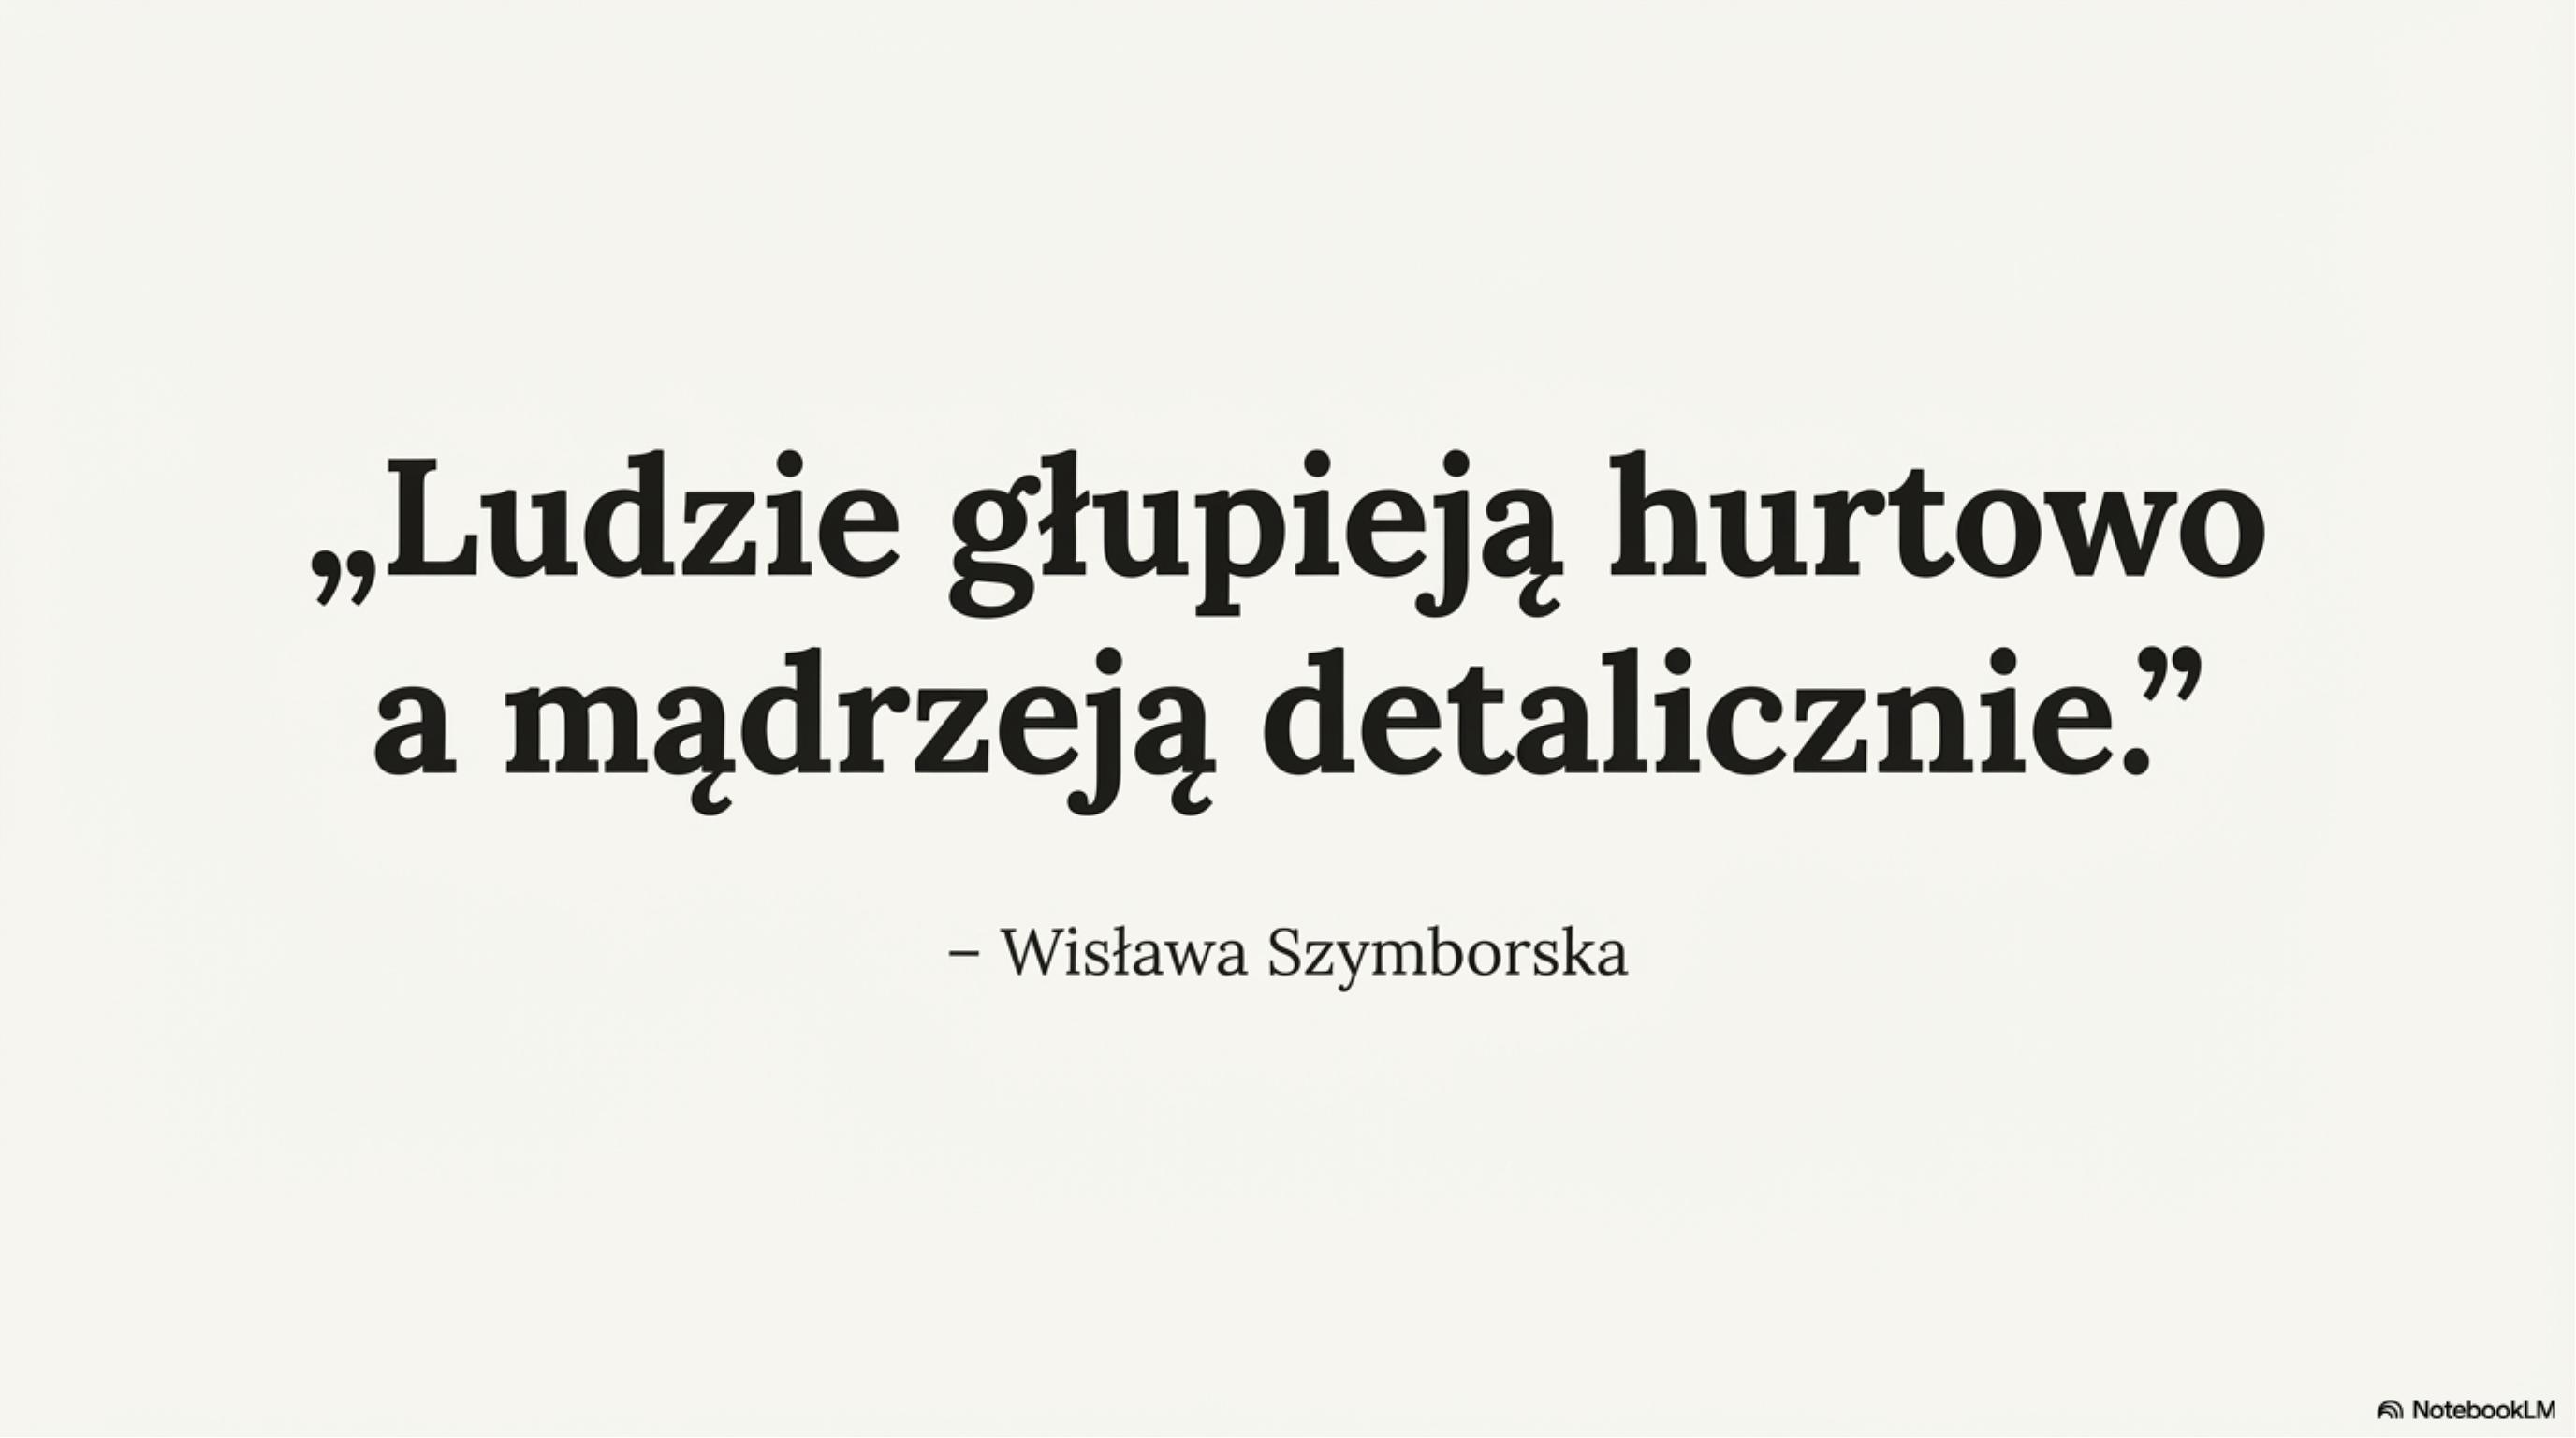 „Ludzie głupieją hurtowo
a mądrzeją detalicznie.”
– Wisława Szymborska
NotebookLM